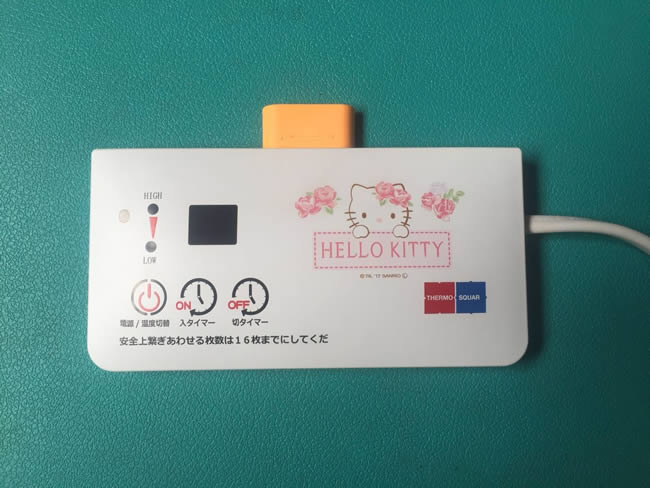 HIGH
LOW
HELLO KITTY
ON
OFF
電源/温度切替
入タイマー
切タイマー
THERMO
SQUAR
安全上繋ぎあわせる枚数は16枚までにしてくだ